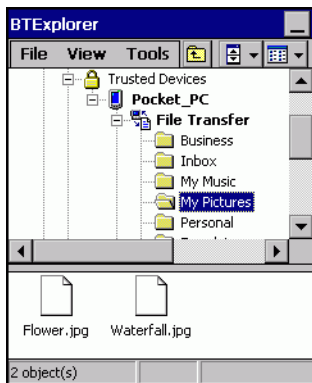 BTExplorer
File View Tools
Trusted Devices
Pocket_PC
File Transfer
Business
Inbox
My Music
My Pictures
Personal
Flower.jpg Waterfall.jpg
2 object(s)